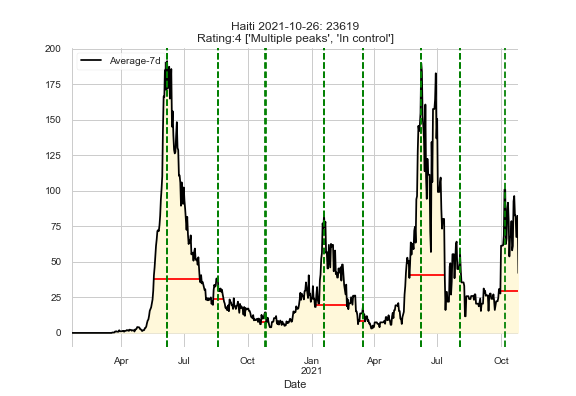 Haiti 2021-10-26: 23619
Rating:4 ['Multiple peaks', 'In control']
200
Average-7d
175
150
125
100
75
50
25
0
Apr Jul Oct Jan Apr Jul Oct
2021
Date